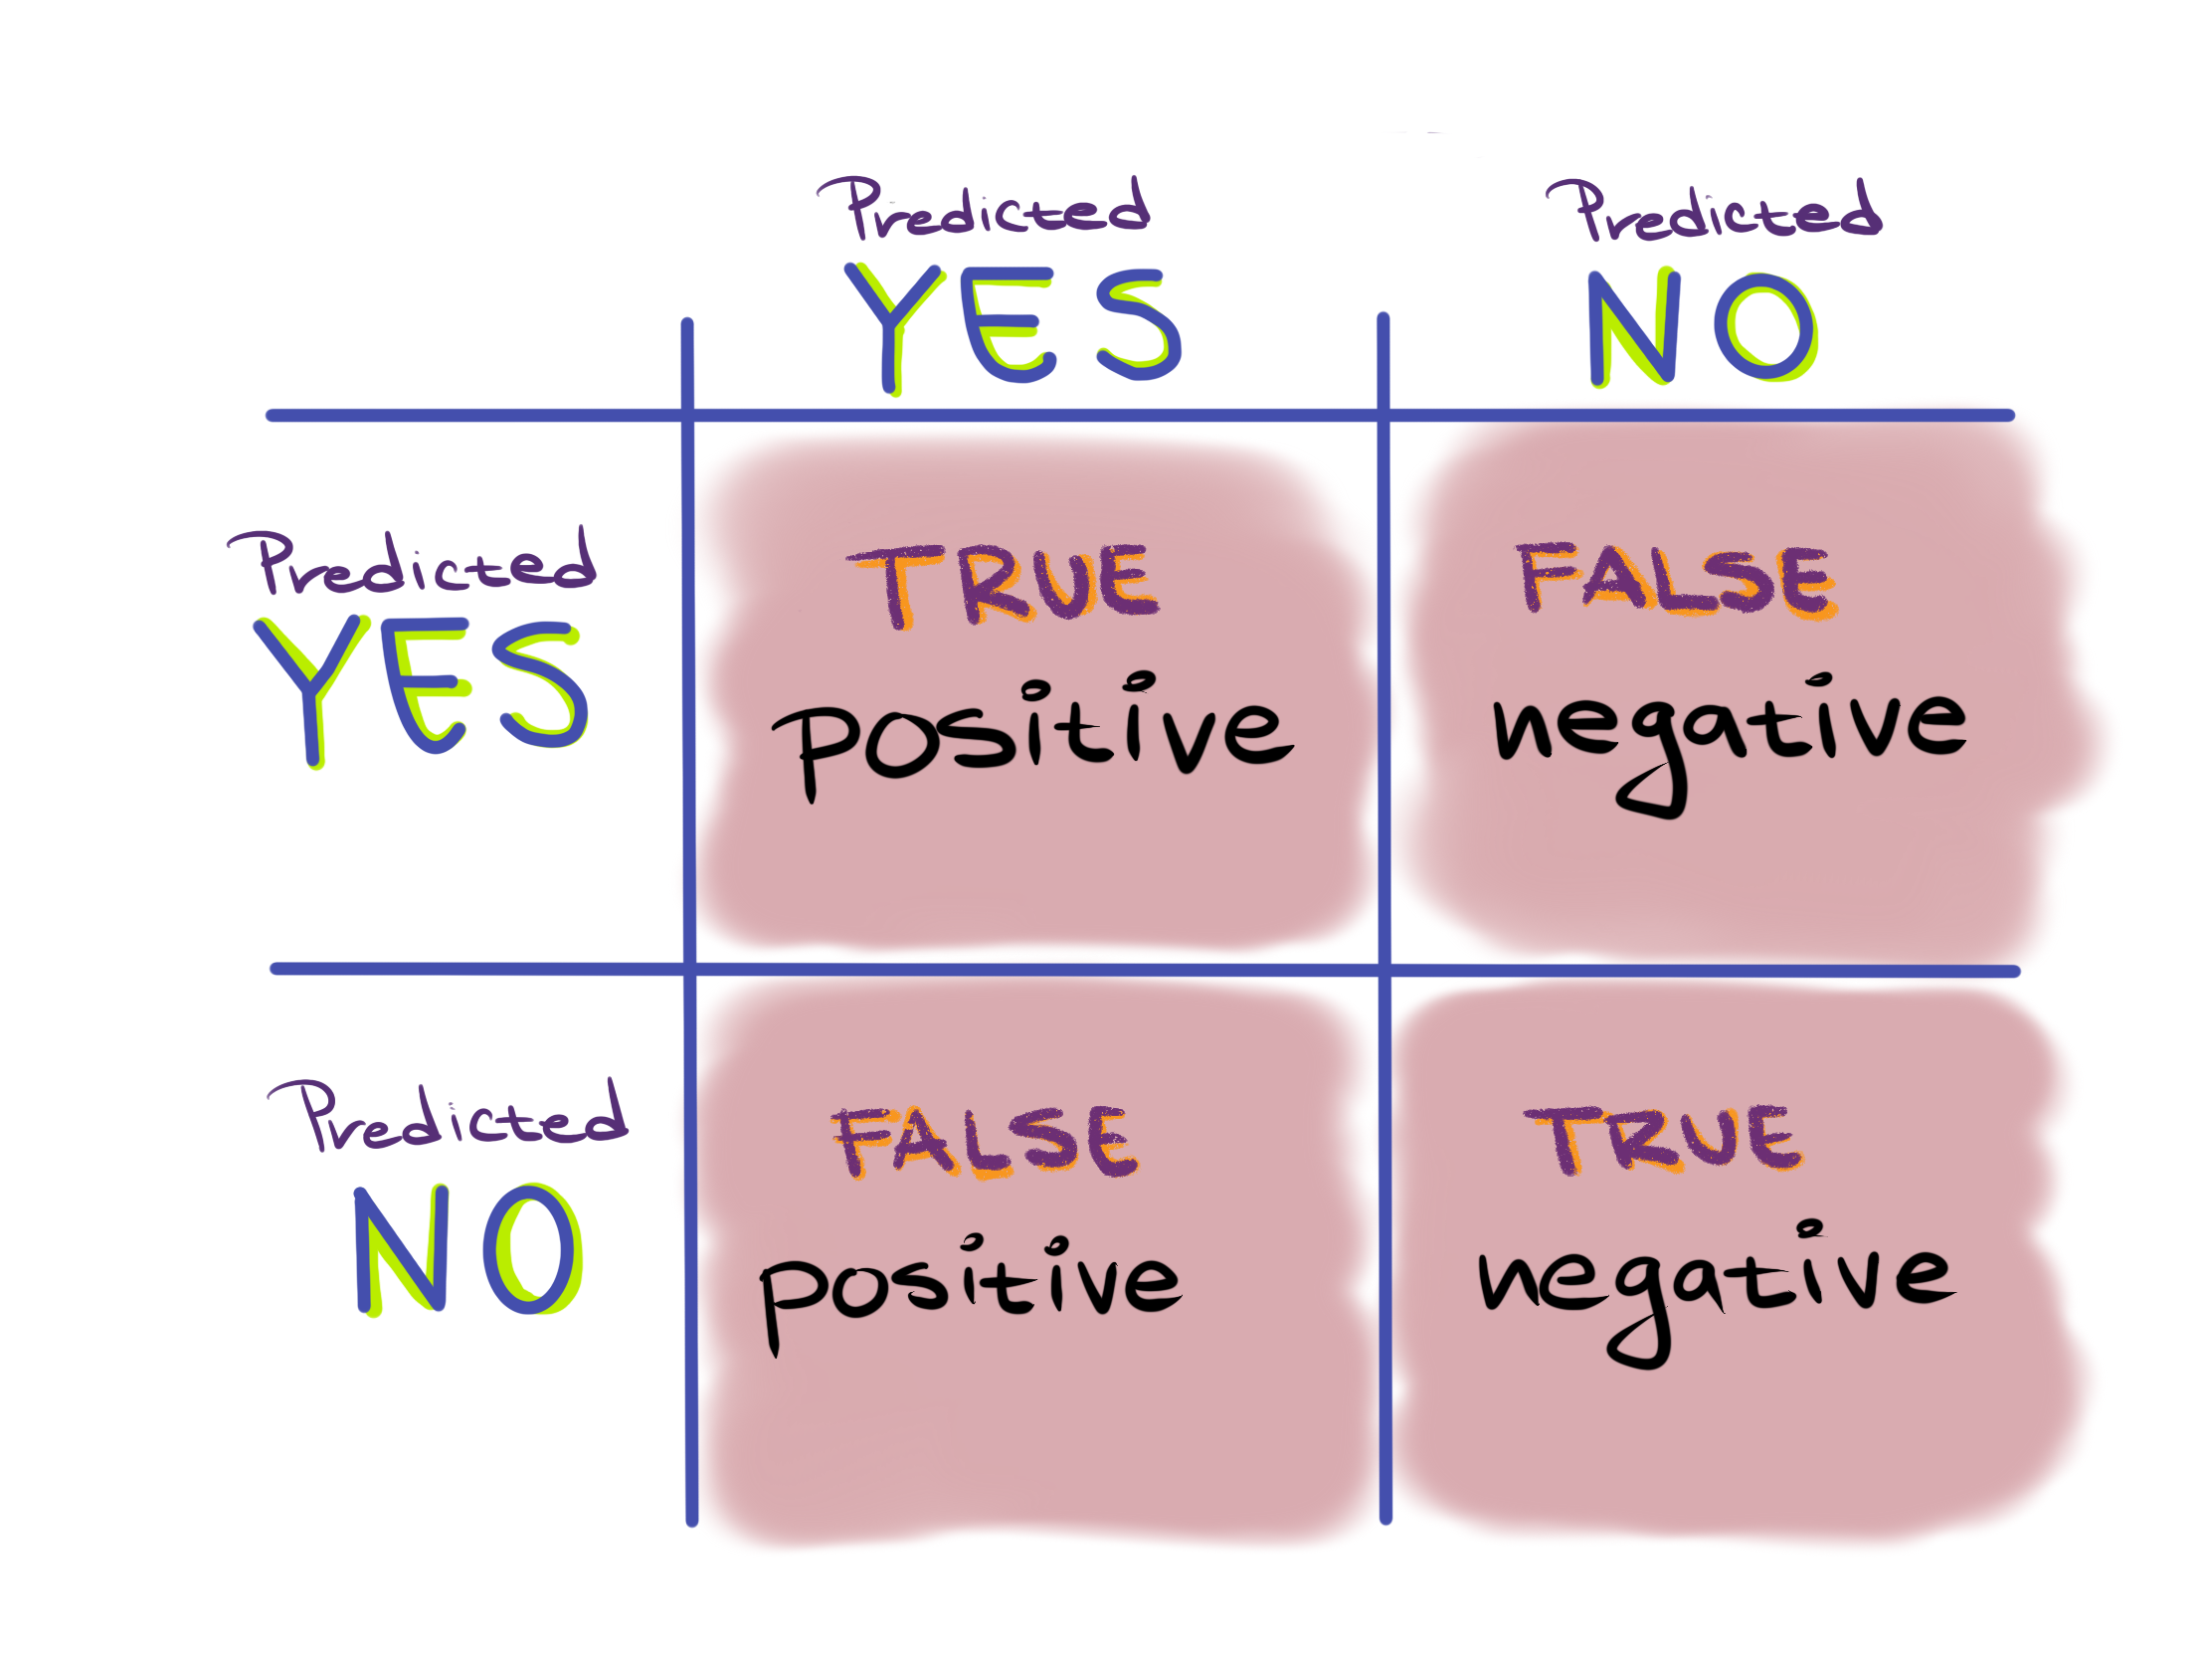 Predicted
YES
Predicted
NO
Predicted
YES
TRUE
positive
FALSE
negative
Predicted
NO
FALSE
positive
TRUE
negative